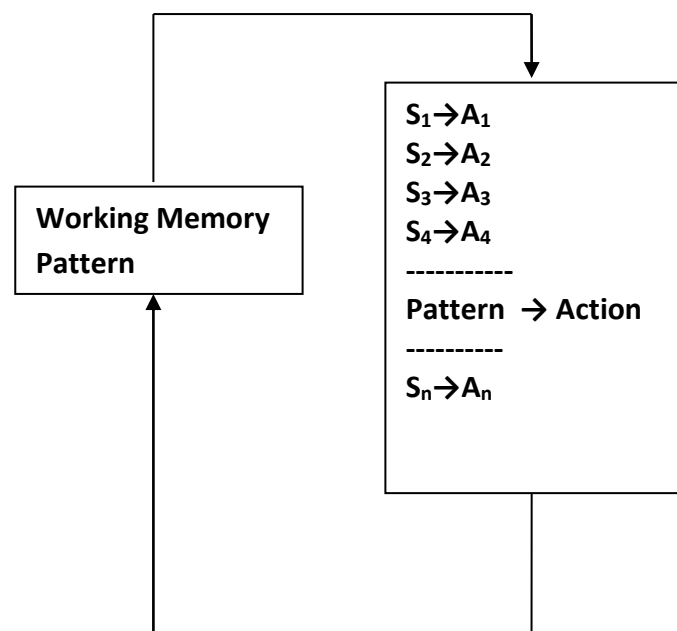 Working Memory
Pattern
S₁→A₁
S₂→A₂
S₃→A₃
S₄→A₄
-----------
Pattern → Action
----------
Sₙ→Aₙ